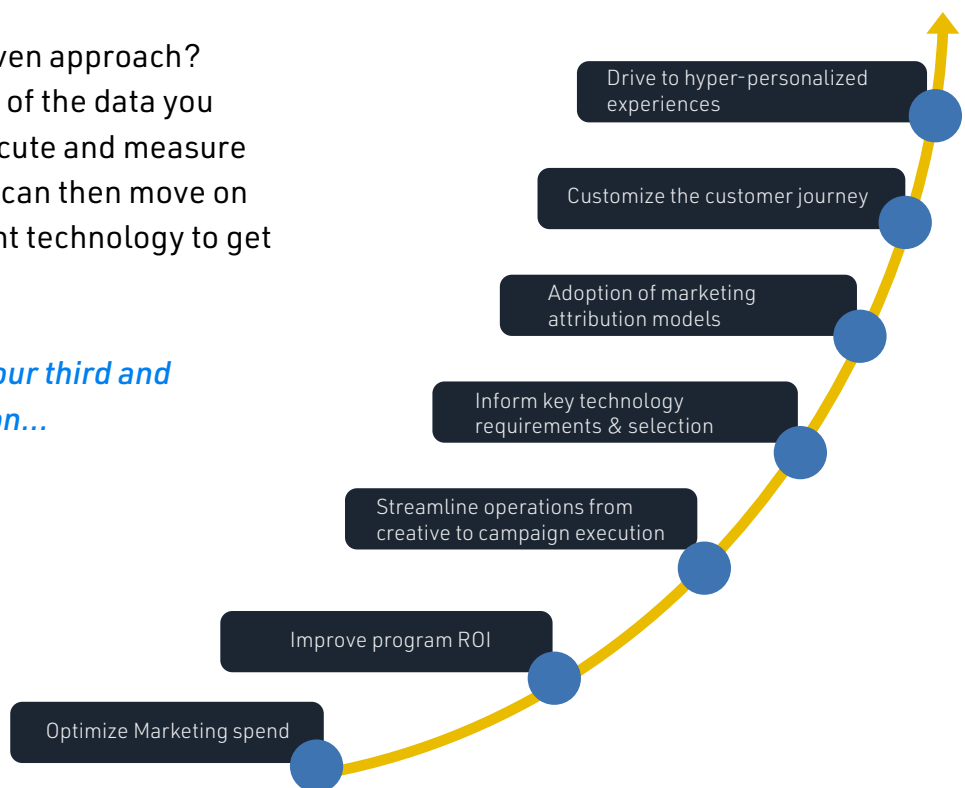 ven approach?
of the data you
cute and measure
can then move on
nt technology to get
our third and
on...
Drive to hyper-personalized
experiences
Customize the customer journey
Adoption of marketing
attribution models
Inform key technology
requirements & selection
Streamline operations from
creative to campaign execution
Improve program ROI
Optimize Marketing spend